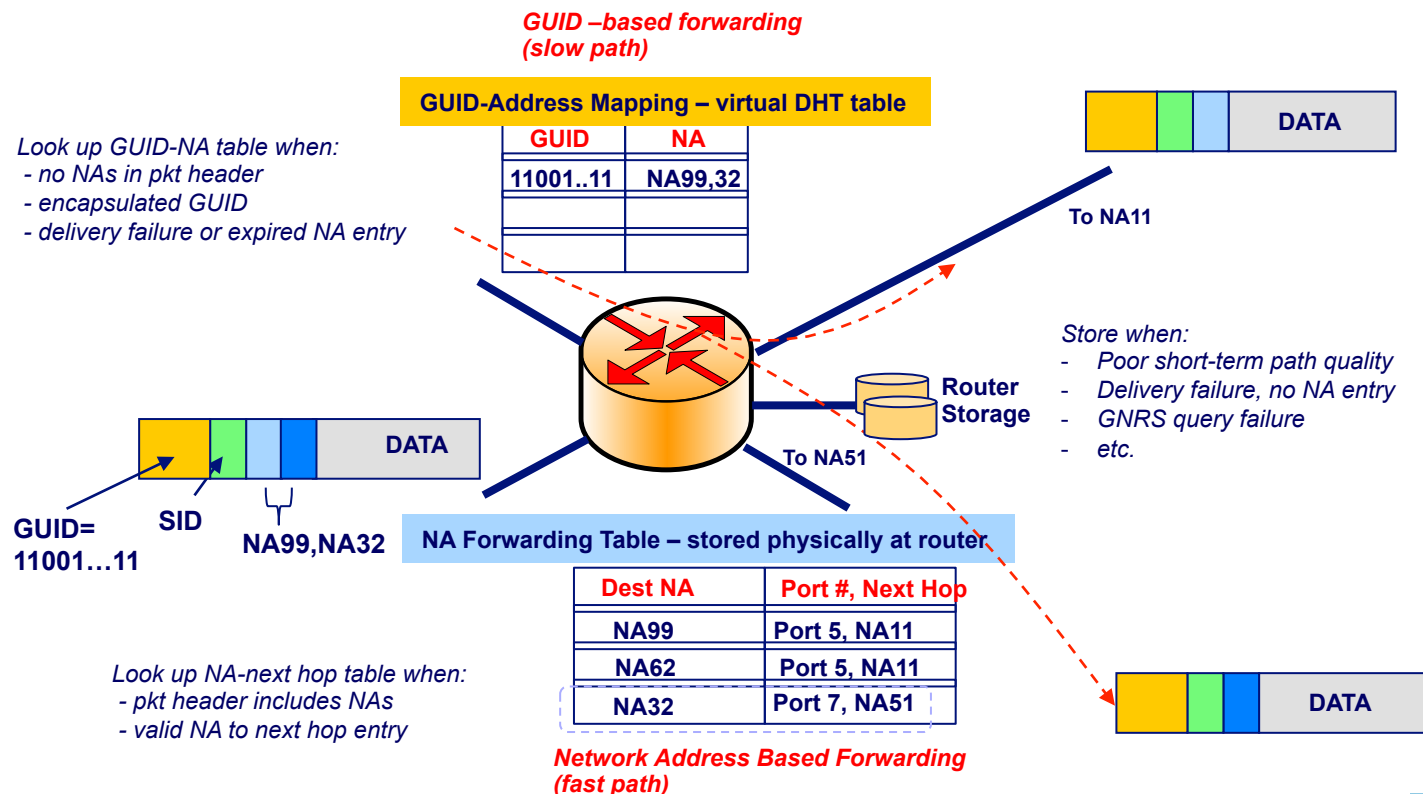 GUID –based forwarding
(slow path)
GUID-Address Mapping – virtual DHT table
GUID NA
11001..11 NA99,32
Look up GUID-NA table when:
- no NAs in pkt header
- encapsulated GUID
- delivery failure or expired NA entry
DATA
To NA11
Store when:
- Poor short-term path quality
- Delivery failure, no NA entry
- GNRS query failure
- etc.
Router
Storage
To NA51
DATA
GUID=
11001…11
SID
NA99,NA32
NA Forwarding Table – stored physically at router
Dest NA Port #, Next Hop
NA99 Port 5, NA11
NA62 Port 5, NA11
NA32 Port 7, NA51
Look up NA-next hop table when:
- pkt header includes NAs
- valid NA to next hop entry
DATA
Network Address Based Forwarding
(fast path)